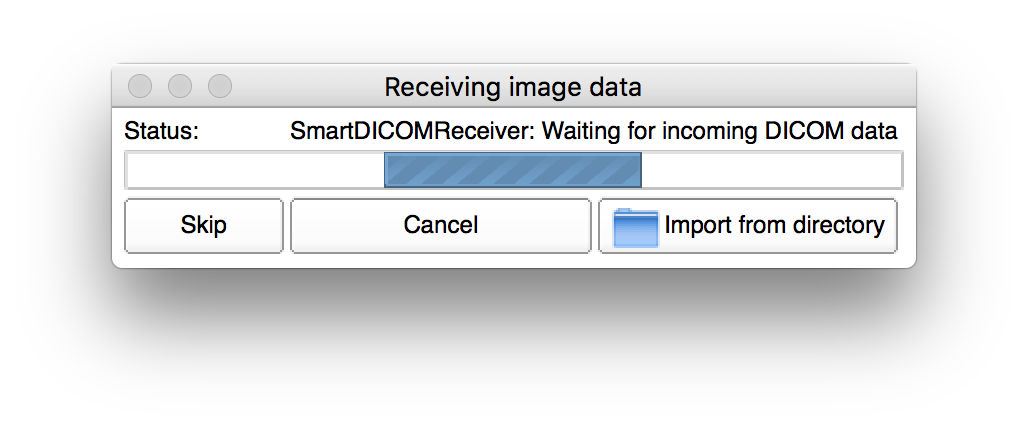 Receiving image data
Status: SmartDICOMReceiver: Waiting for incoming DICOM data
Skip Cancel Import from directory